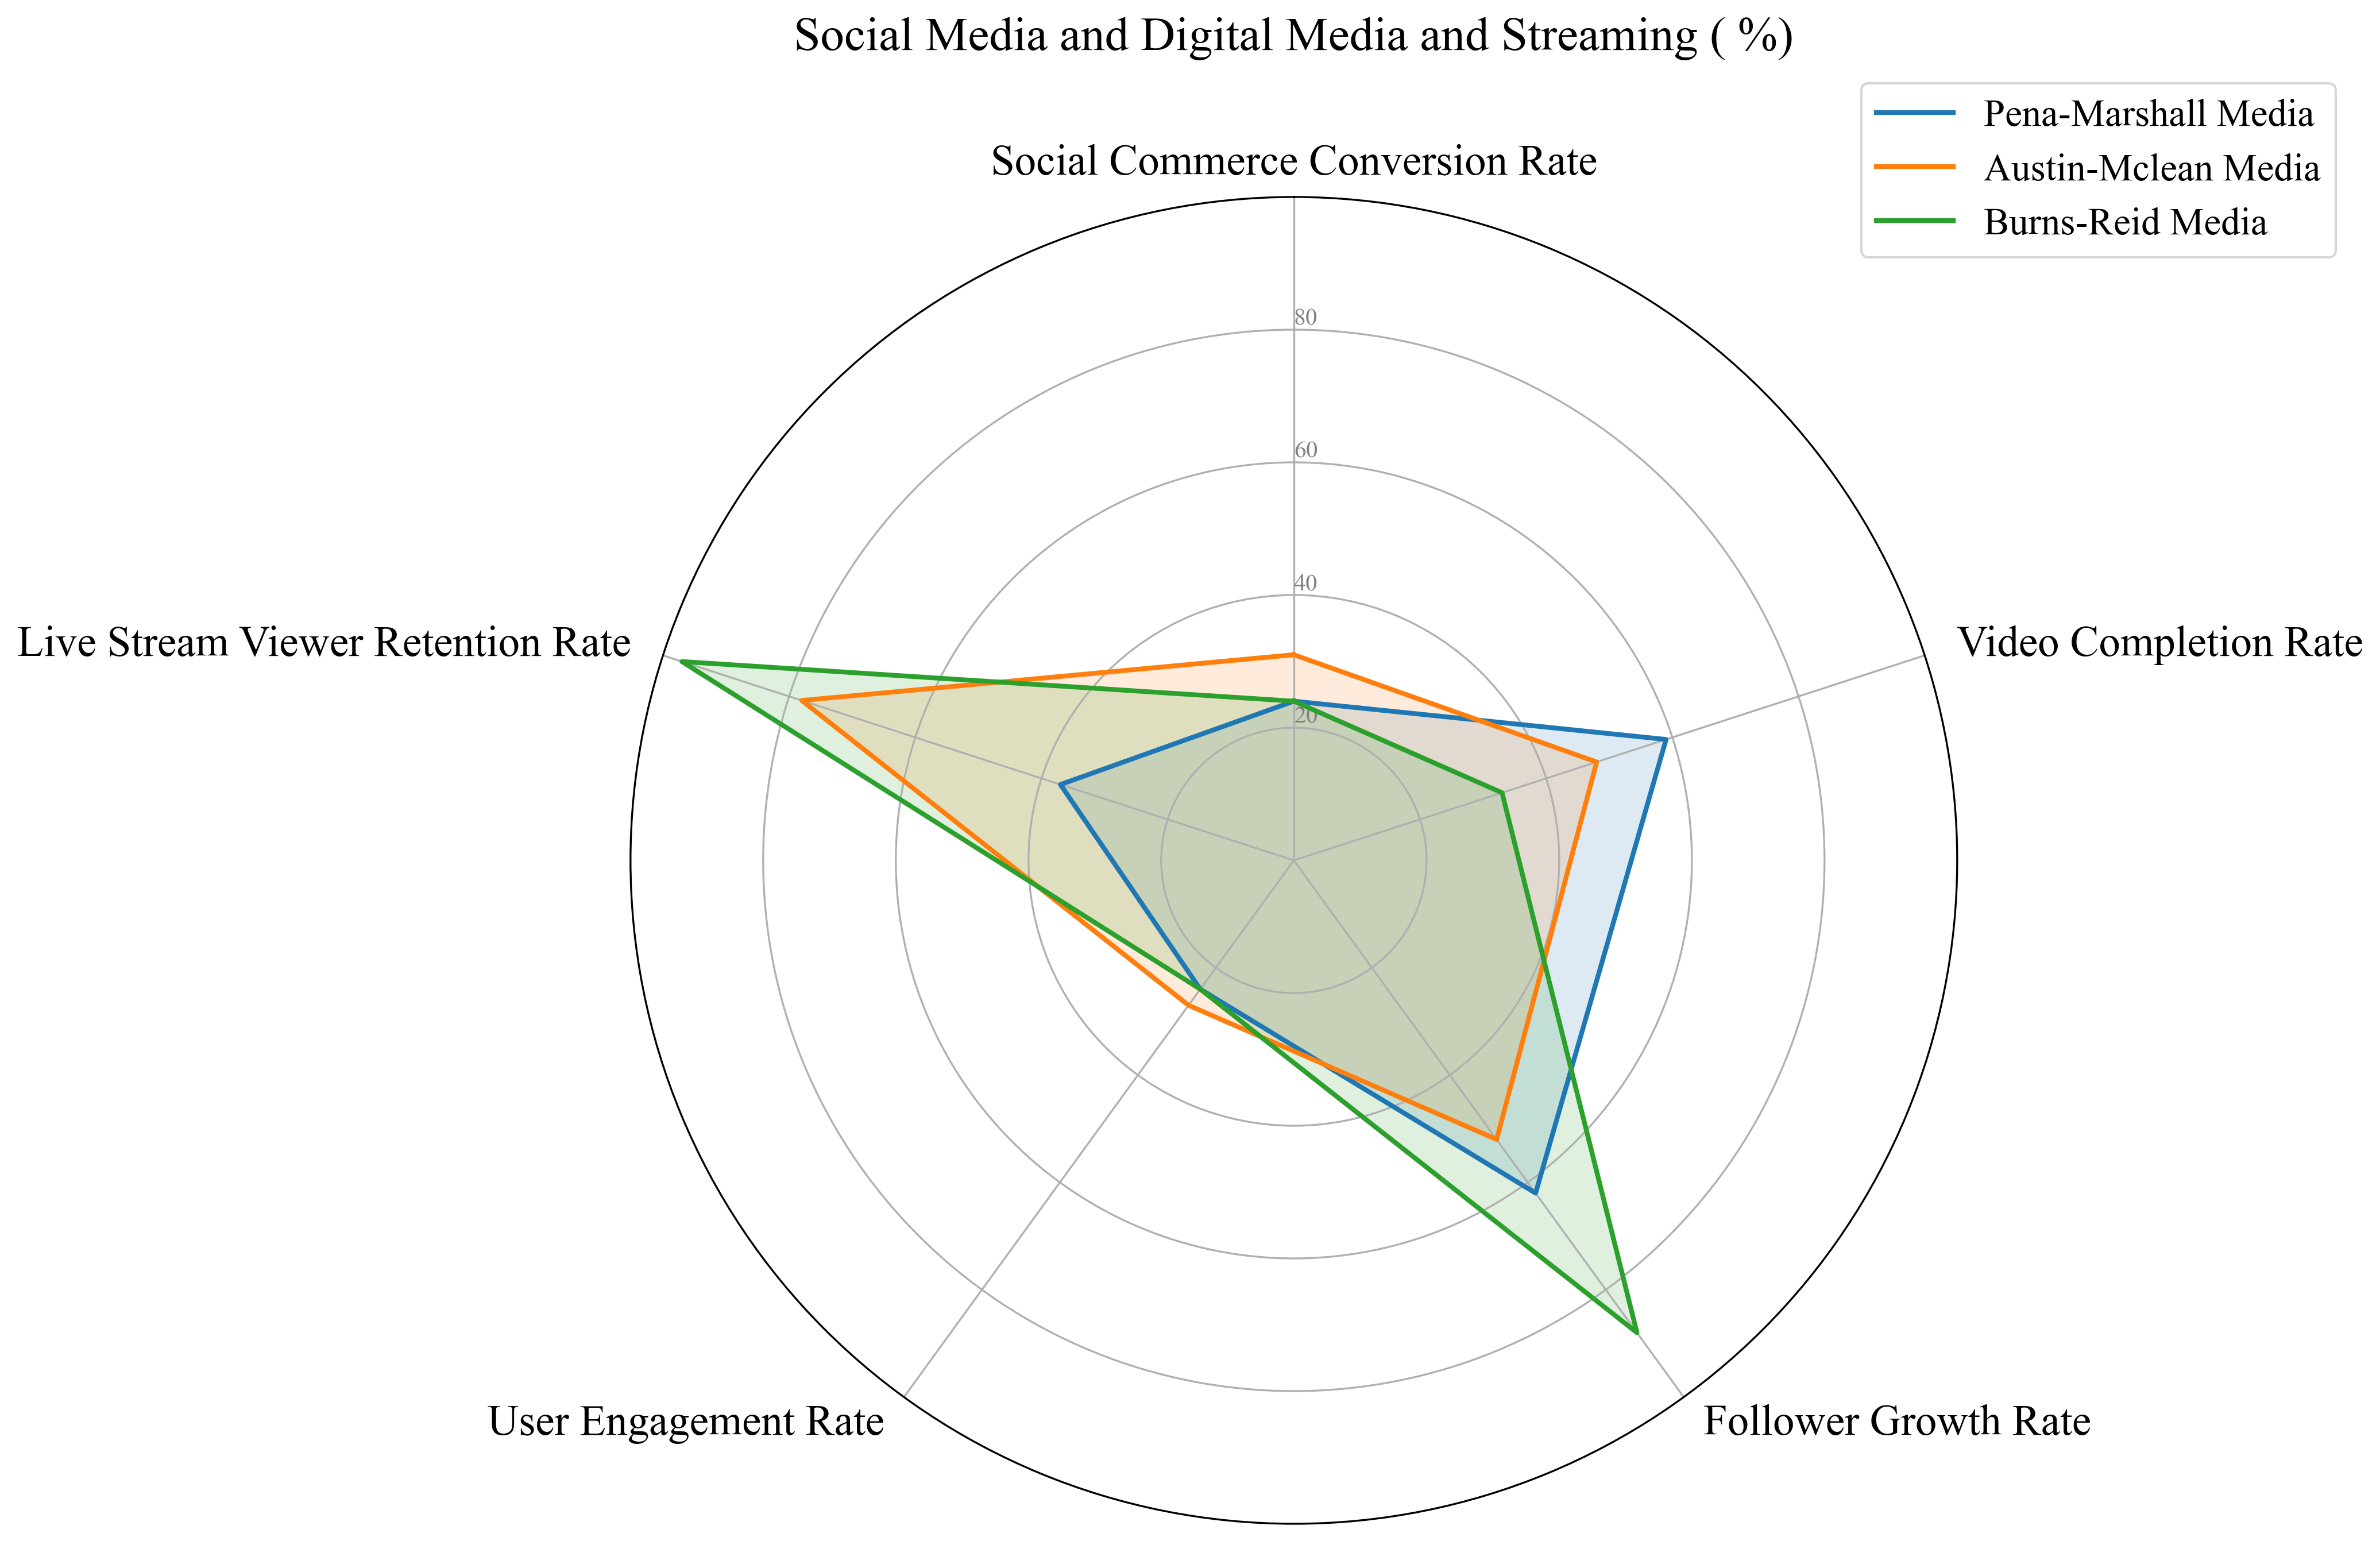 Social Media and Digital Media and Streaming ( %)
Pena-Marshall Media
Austin-Mclean Media
Burns-Reid Media
Social Commerce Conversion Rate
80
60
40
20
Live Stream Viewer Retention Rate
Video Completion Rate
User Engagement Rate
Follower Growth Rate